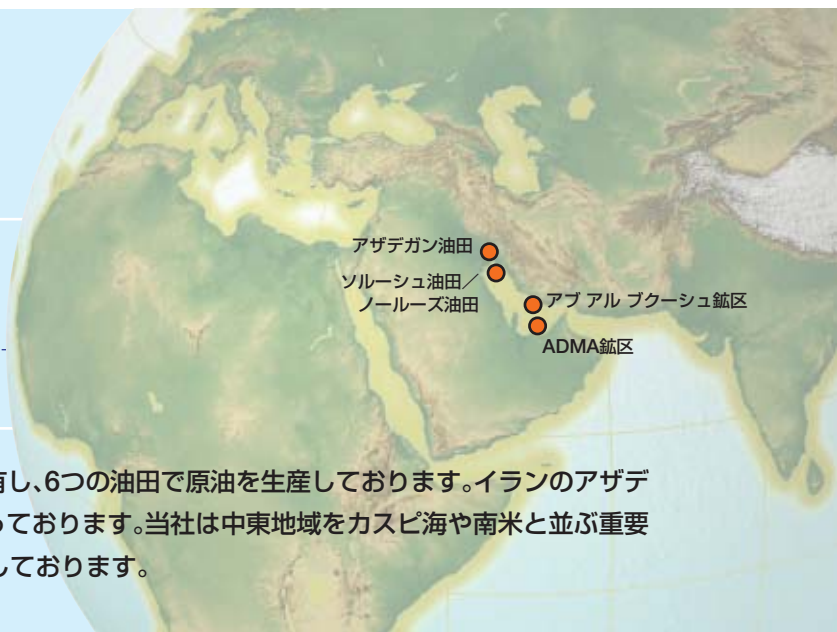 アザデガン油田
ソルーシュ油田／
ノールーズ油田
アブ アル ブクーシュ鉱区
ADMA鉱区
有し、6つの油田で原油を生産しております。イランのアザデ
っております。当社は中東地域をカスピ海や南米と並ぶ重要
しております。